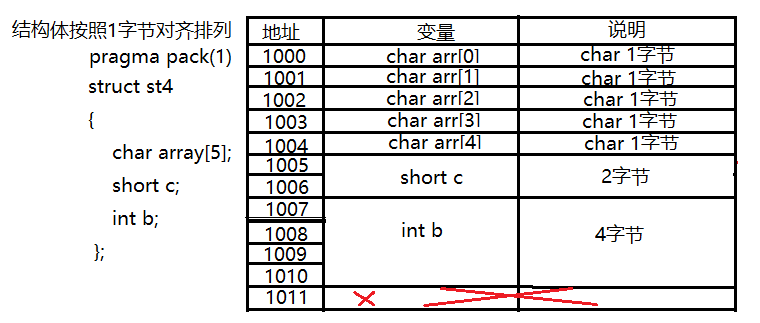 结构体按照1字节对齐排列
pragma pack(1)
struct st4
{
char array[5];
short c;
int b;
};
地址 变量 说明
1000 char arr[0] char 1字节
1001 char arr[1] char 1字节
1002 char arr[2] char 1字节
1003 char arr[3] char 1字节
1004 char arr[4] char 1字节
1005
short c 2字节
1006
1007
int b 4字节
1008
1009
1010
1011